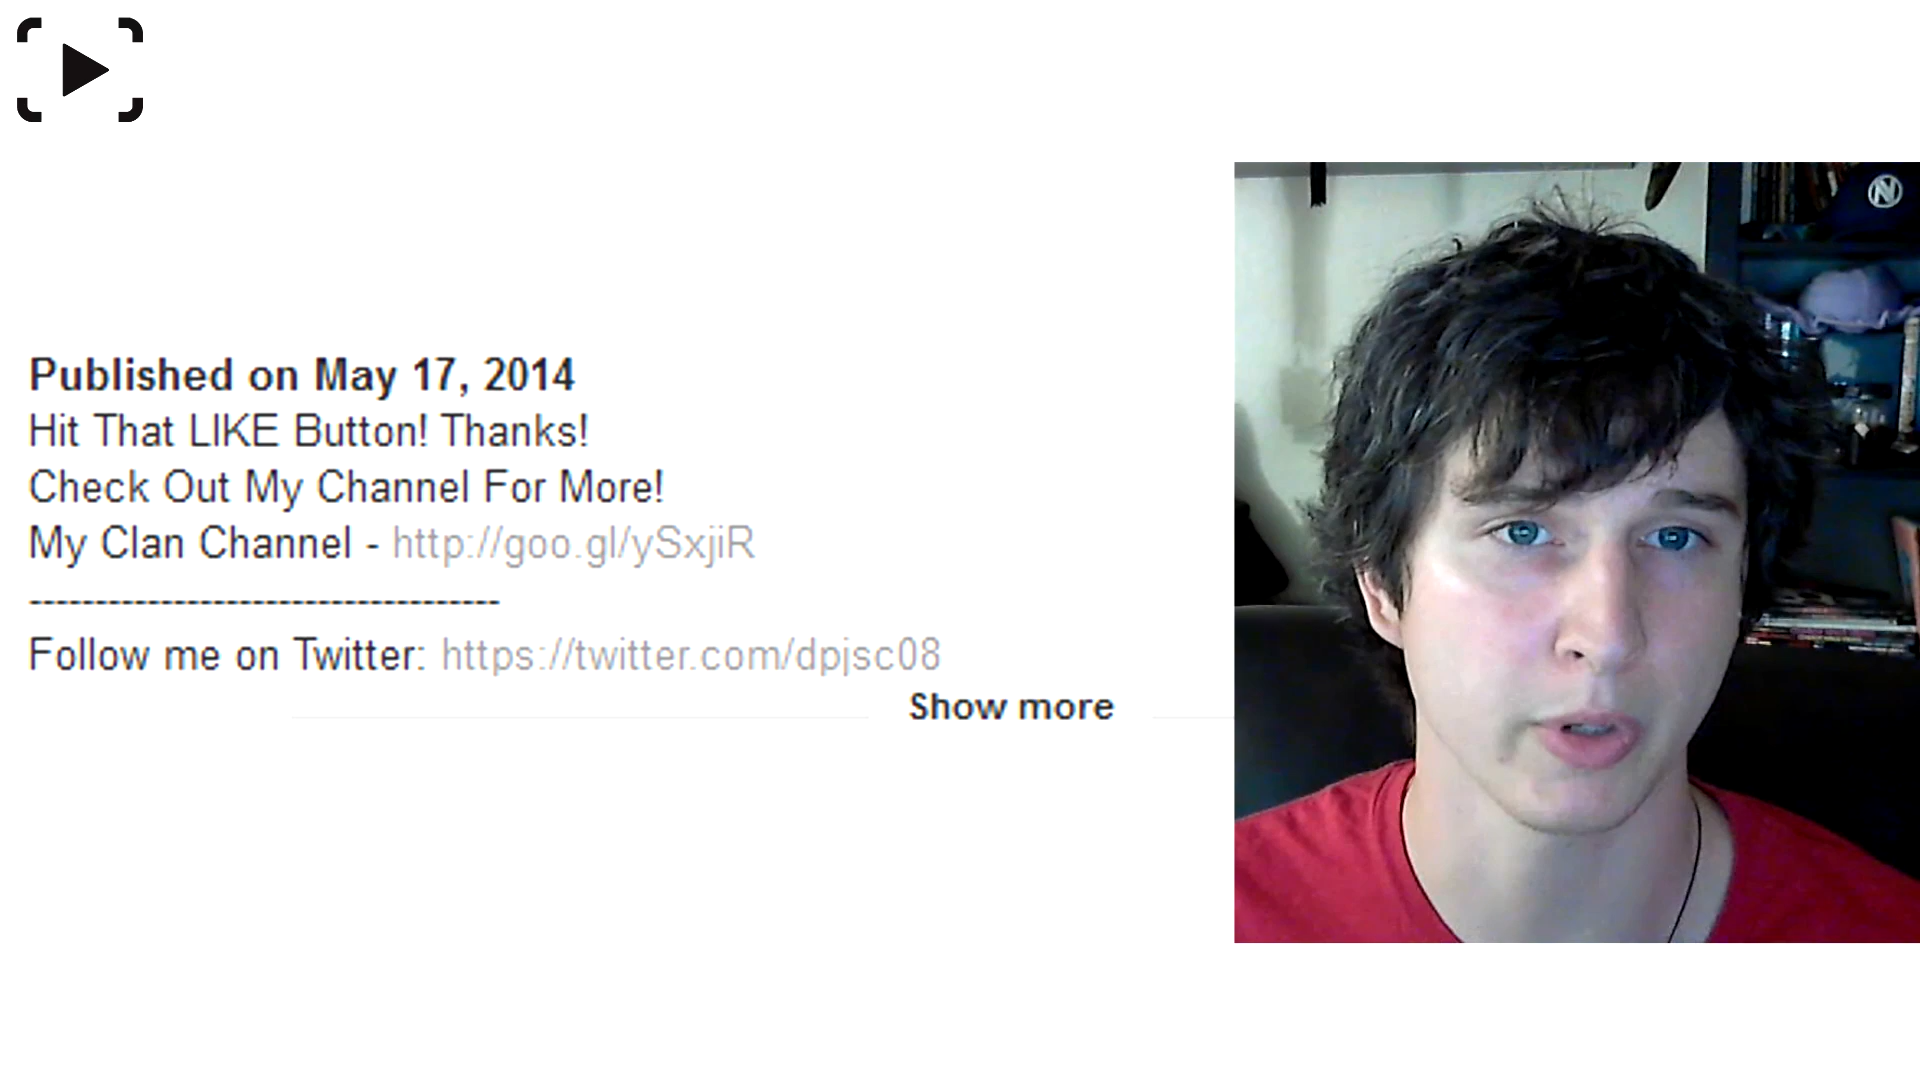 Published on May 17, 2014
Hit That LIKE Button! Thanks!
Check Out My Channel For More!
My Clan Channel - http://goo.gl/ySxjiR
------------------------------------
Follow me on Twitter: https://twitter.com/dpjsc08
Show more
N